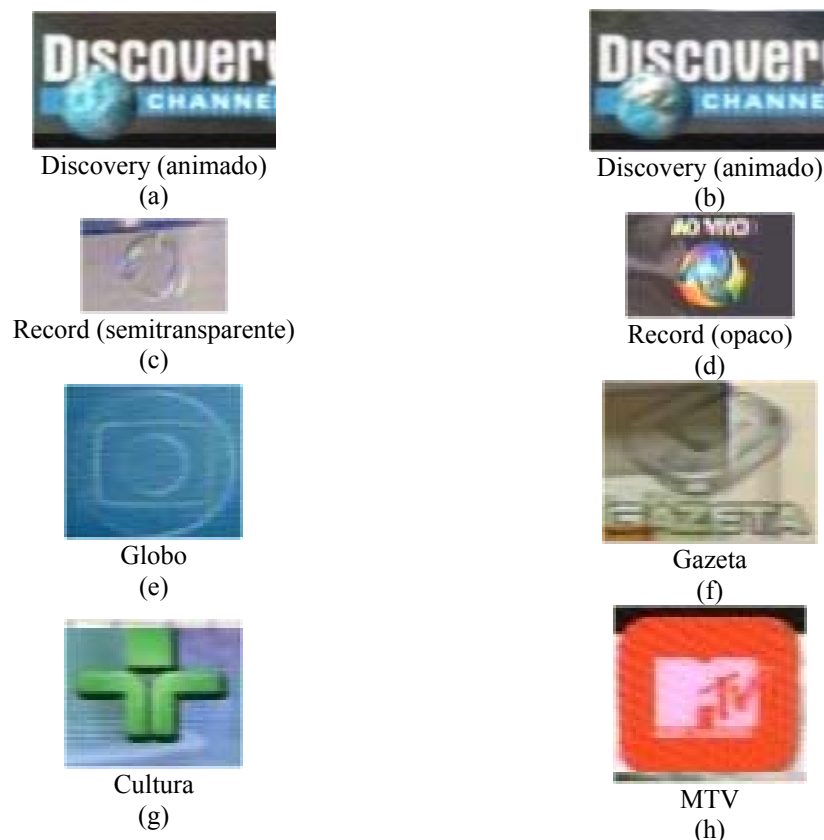 Discovery
CHANNEL
Discovery
CHANNEL
Discovery (animado)
(a)
Discovery (animado)
(b)
AO VIVO
Record (semitransparente)
(c)
Record (opaco)
(d)
GAZETA
Globo
(e)
Gazeta
(f)
MTV
Cultura
(g)
MTV
(h)